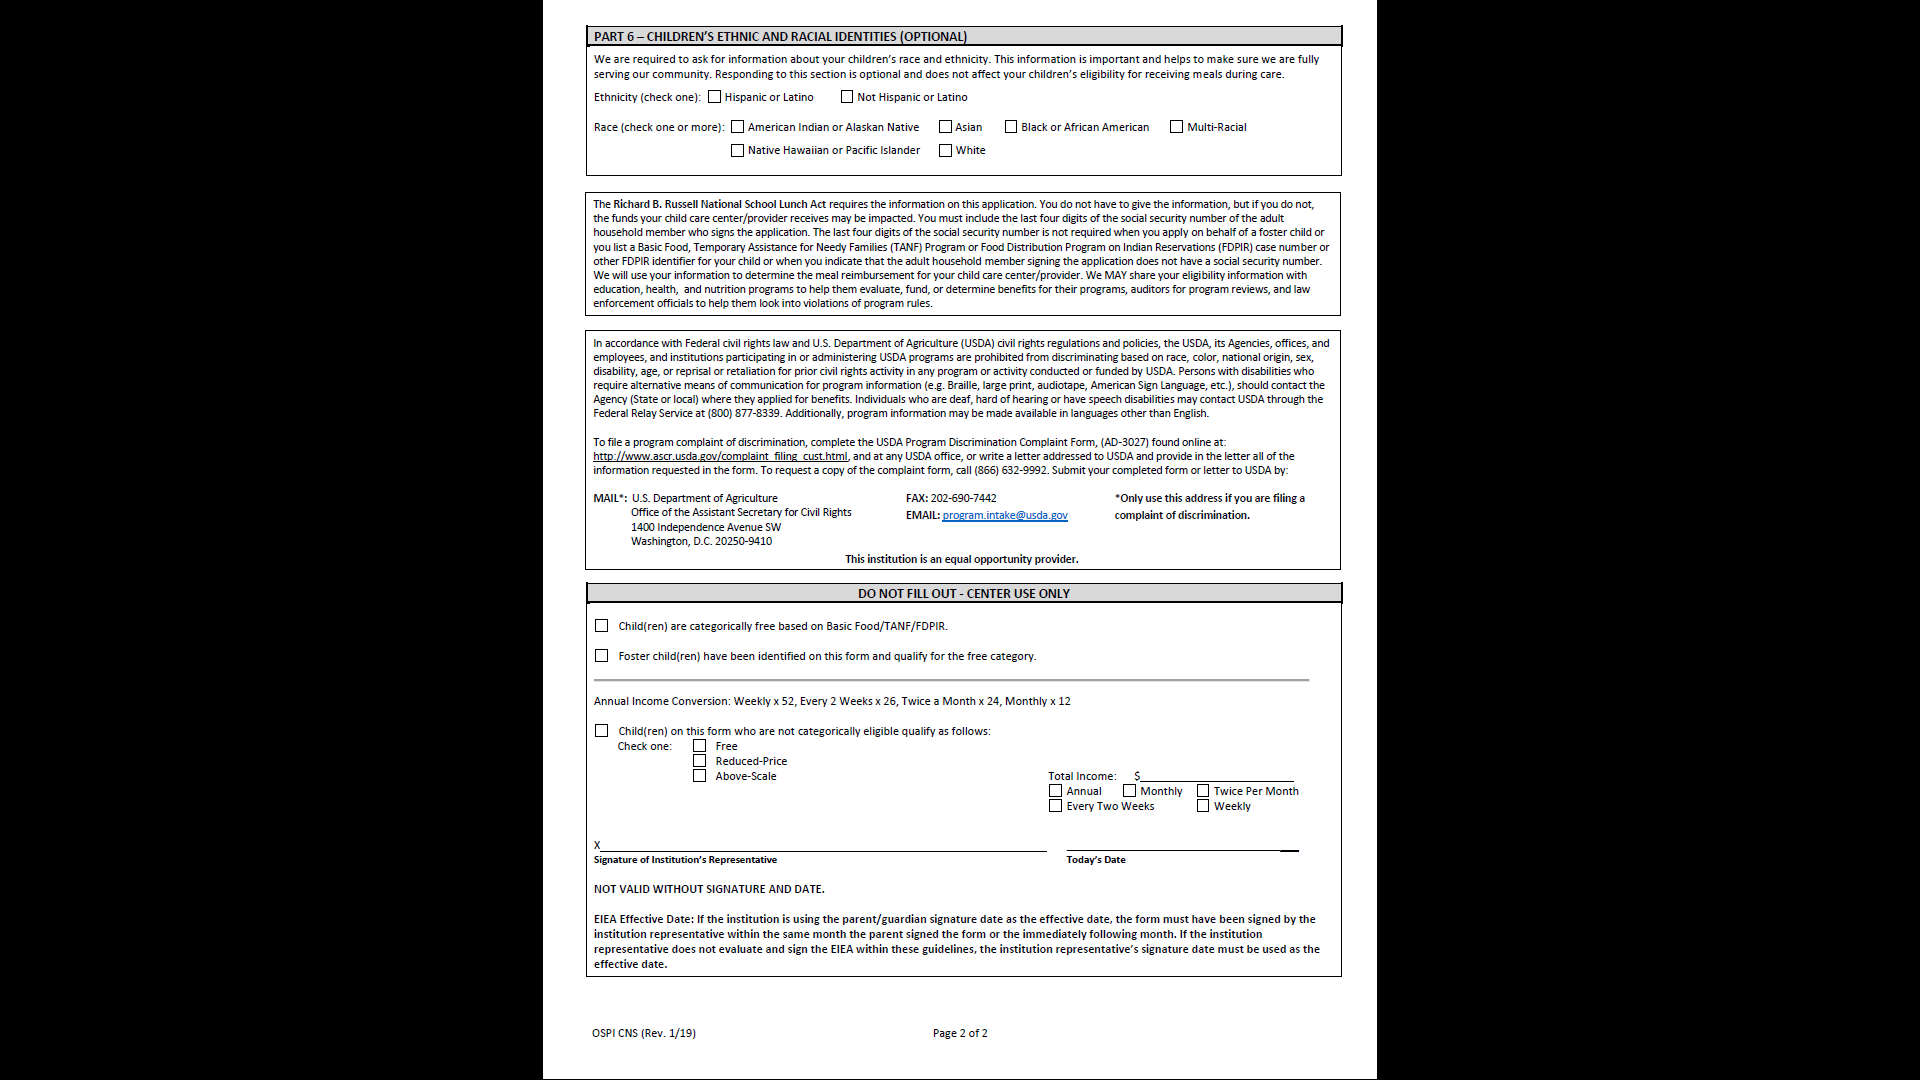 PART 6 – CHILDREN'S ETHNIC AND RACIAL IDENTITIES (OPTIONAL)
We are required to ask for information about your children's race and ethnicity. This information is important and helps to make sure we are fully
serving our community. Responding to this section is optional and does not affect your children's eligibility for receiving meals during care.
Ethnicity (check one): Hispanic or Latino Not Hispanic or Latino
Race (check one or more): American Indian or Alaskan Native Asian Black or African American Multi-Racial
Native Hawaiian or Pacific Islander White
The Richard B. Russell National School Lunch Act requires the information on this application. You do not have to give the information, but if you do not,
the funds your child care center/provider receives may be impacted. You must include the last four digits of the social security number of the adult
household member who signs the application. The last four digits of the social security number is not required when you apply on behalf of a foster child or
you list a Basic Food, Temporary Assistance for Needy Families (TANF) Program or Food Distribution Program on Indian Reservations (FDPIR) case number or
other FDPIR identifier for your child or when you indicate that the adult household member signing the application does not have a social security number.
We will use your information to determine the meal reimbursement for your child care center/provider. We MAY share your eligibility information with
education, health, and nutrition programs to help them evaluate, fund, or determine benefits for their programs, auditors for program reviews, and law
enforcement officials to help them look into violations of program rules.
In accordance with Federal civil rights law and U.S. Department of Agriculture (USDA) civil rights regulations and policies, the USDA, its Agencies, offices, and
employees, and institutions participating in or administering USDA programs are prohibited from discriminating based on race, color, national origin, sex,
disability, age, or reprisal or retaliation for prior civil rights activity in any program or activity conducted or funded by USDA. Persons with disabilities who
require alternative means of communication for program information (e.g. Braille, large print, audiotape, American Sign Language, etc.), should contact the
Agency (State or local) where they applied for benefits. Individuals who are deaf, hard of hearing or have speech disabilities may contact USDA through the
Federal Relay Service at (800) 877-8339. Additionally, program information may be made available in languages other than English.
To file a program complaint of discrimination, complete the USDA Program Discrimination Complaint Form, (AD-3027) found online at:
http://www.ascr.usda.gov/complaint_filing_cust.html, and at any USDA office, or write a letter addressed to USDA and provide in the letter all of the
information requested in the form. To request a copy of the complaint form, call (866) 632-9992. Submit your completed form or letter to USDA by:
MAIL*: U.S. Department of Agriculture FAX: 202-690-7442 *Only use this address if you are filing a
Office of the Assistant Secretary for Civil Rights EMAIL: program.intake@usda.gov complaint of discrimination.
1400 Independence Avenue SW
Washington, D.C. 20250-9410
This institution is an equal opportunity provider.
DO NOT FILL OUT - CENTER USE ONLY
Child(ren) are categorically free based on Basic Food/TANF/FDPIR.
Foster child(ren) have been identified on this form and qualify for the free category.
Annual Income Conversion: Weekly x 52, Every 2 Weeks x 26, Twice a Month x 24, Monthly x 12
Child(ren) on this form who are not categorically eligible qualify as follows:
Check one: Free
Reduced-Price
Above-Scale Total Income: $
Annual Monthly Twice Per Month
Every Two Weeks Weekly
X
Signature of Institution's Representative Today's Date
NOT VALID WITHOUT SIGNATURE AND DATE.
EIEA Effective Date: If the institution is using the parent/guardian signature date as the effective date, the form must have been signed by the
institution representative within the same month the parent signed the form or the immediately following month. If the institution
representative does not evaluate and sign the EIEA within these guidelines, the institution representative's signature date must be used as the
effective date.
OSPI CNS (Rev. 1/19) Page 2 of 2